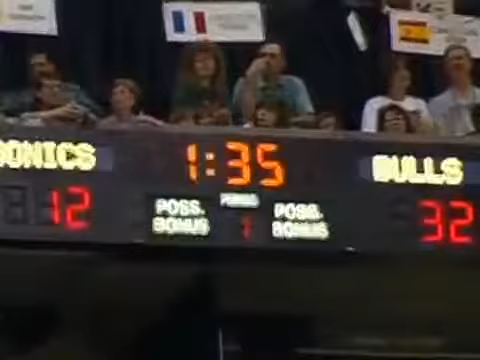 SONICS 1:35 BULLS
12 POSS. BONUS PERIOD 1 POSS. BONUS 32